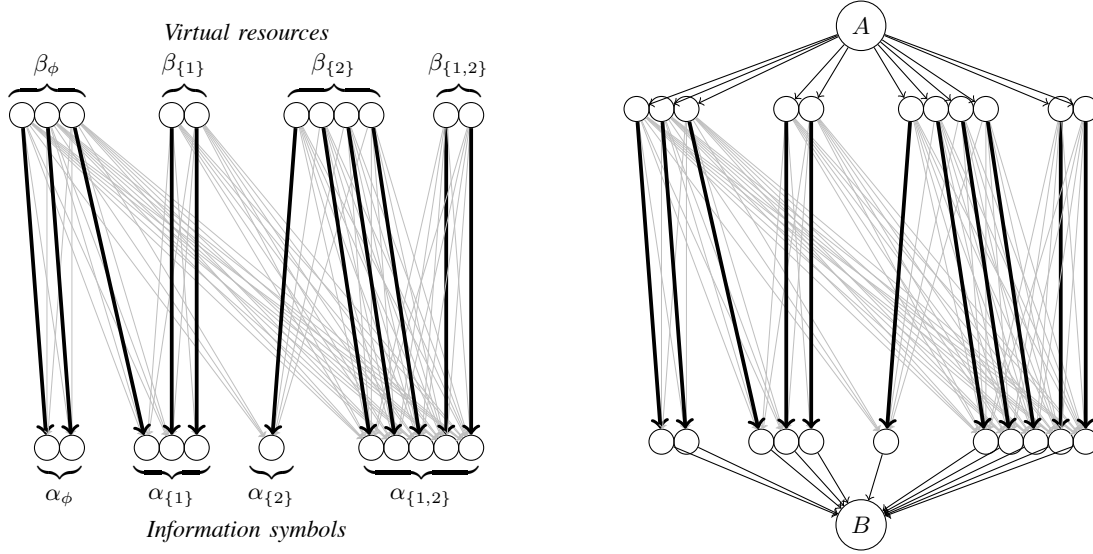 Virtual resources
β_ϕ β_{1} β_{2} β_{1,2}
α_ϕ α_{1} α_{2} α_{1,2}
Information symbols
A
B